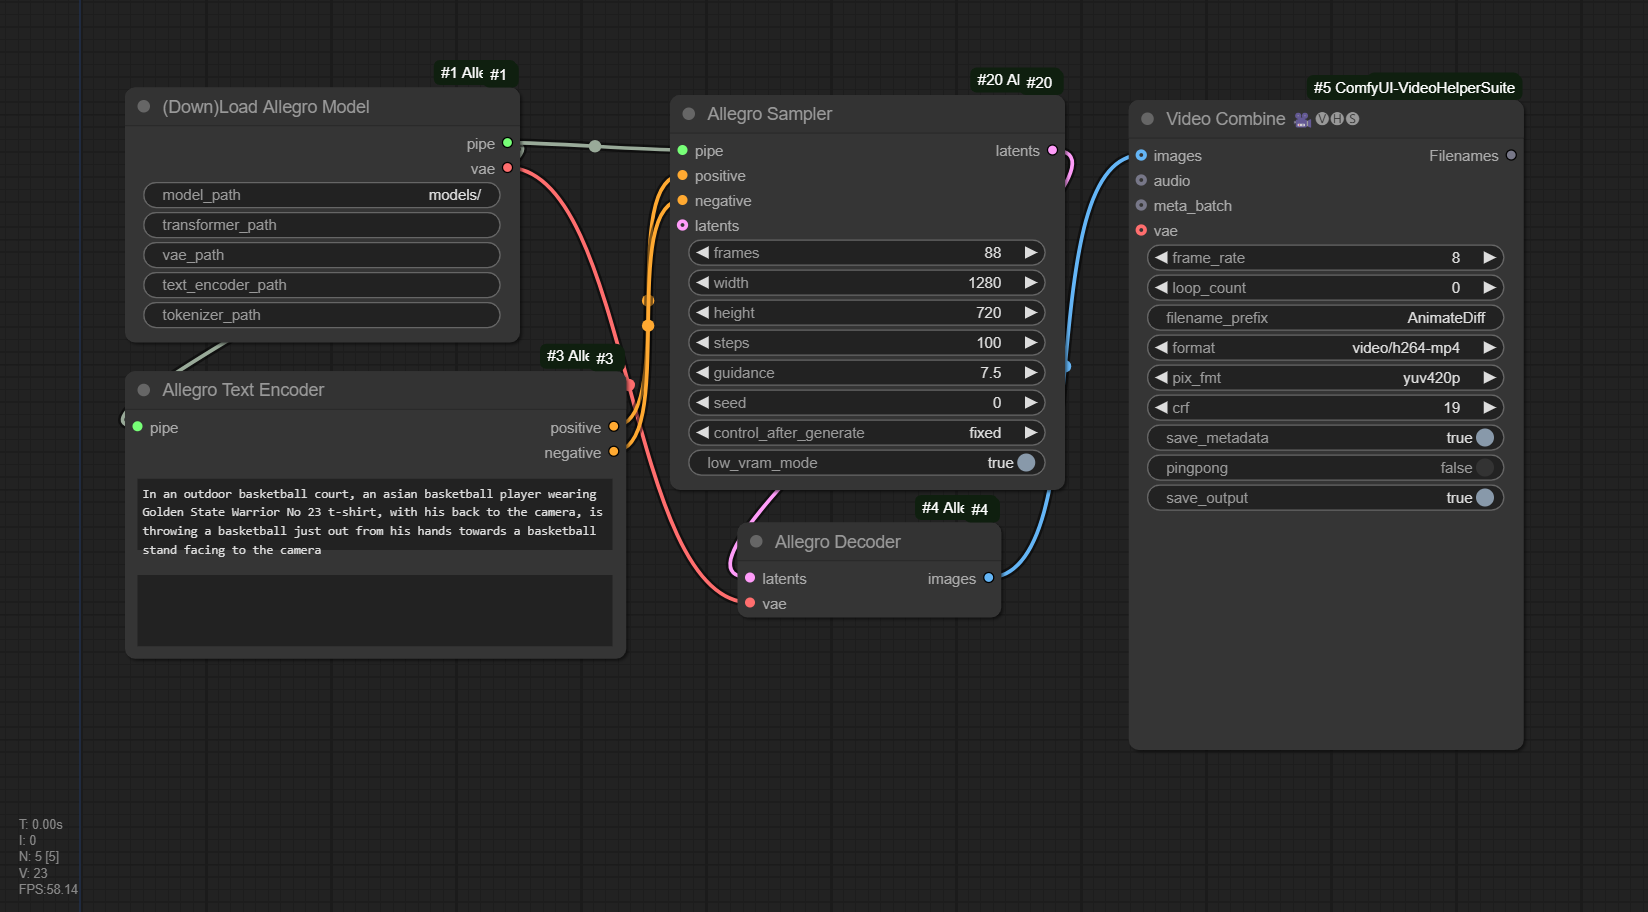 #1 Alle #1
(Down)Load Allegro Model
pipe
vae
model_path models/
transformer_path
vae_path
text_encoder_path
tokenizer_path
#3 Alle #3
Allegro Text Encoder
pipe positive
negative
In an outdoor basketball court, an asian basketball player wearing
Golden State Warrior No 23 t-shirt, with his back to the camera, is
throwing a basketball just out from his hands towards a basketball
stand facing to the camera
#20 Al #20
Allegro Sampler
pipe latents
positive
negative
latents
frames 88
width 1280
height 720
steps 100
guidance 7.5
seed 0
control_after_generate fixed
low_vram_mode true
#4 Alle #4
Allegro Decoder
latents images
vae
#5 ComfyUI-VideoHelperSuite
Video Combine 🎥🅥🅗🅢
images Filenames
audio
meta_batch
vae
frame_rate 8
loop_count 0
filename_prefix AnimateDiff
format video/h264-mp4
pix_fmt yuv420p
crf 19
save_metadata true
pingpong false
save_output true
T: 0.00s
I: 0
N: 5 [5]
V: 23
FPS:58.14